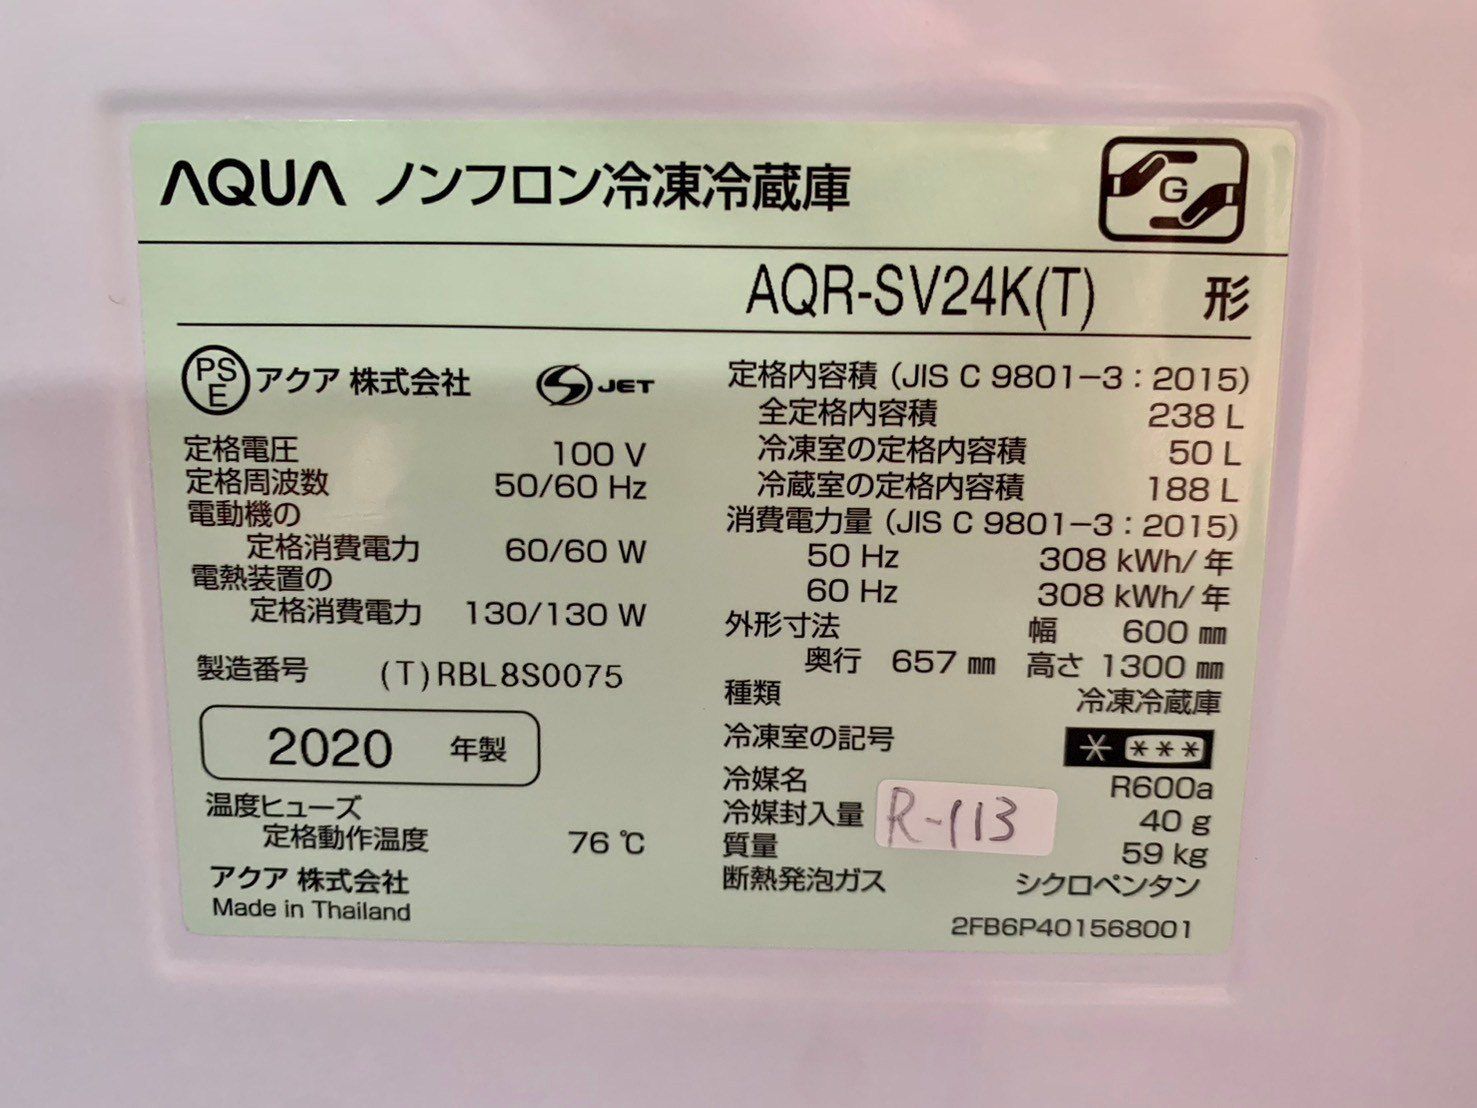 AQUA ノンフロン冷凍冷蔵庫
G
AQR-SV24K(T) 形
PSE アクア 株式会社 S JET
定格電圧 100 V
定格周波数 50/60 Hz
電動機の
定格消費電力 60/60 W
電熱装置の
定格消費電力 130/130 W
製造番号 (T)RBL8S0075
2020 年製
温度ヒューズ
定格動作温度 76 ℃
アクア 株式会社
Made in Thailand
定格内容積 (JIS C 9801-3 : 2015)
全定格内容積 238 L
冷凍室の定格内容積 50 L
冷蔵室の定格内容積 188 L
消費電力量 (JIS C 9801-3 : 2015)
50 Hz 308 kWh/年
60 Hz 308 kWh/年
外形寸法 幅 600 ㎜
奥行 657 ㎜ 高さ 1300 ㎜
種類 冷凍冷蔵庫
冷凍室の記号 * ***
冷媒名 R600a
冷媒封入量 40 g
R-113
質量 59 kg
断熱発泡ガス シクロペンタン
2FB6P401568001